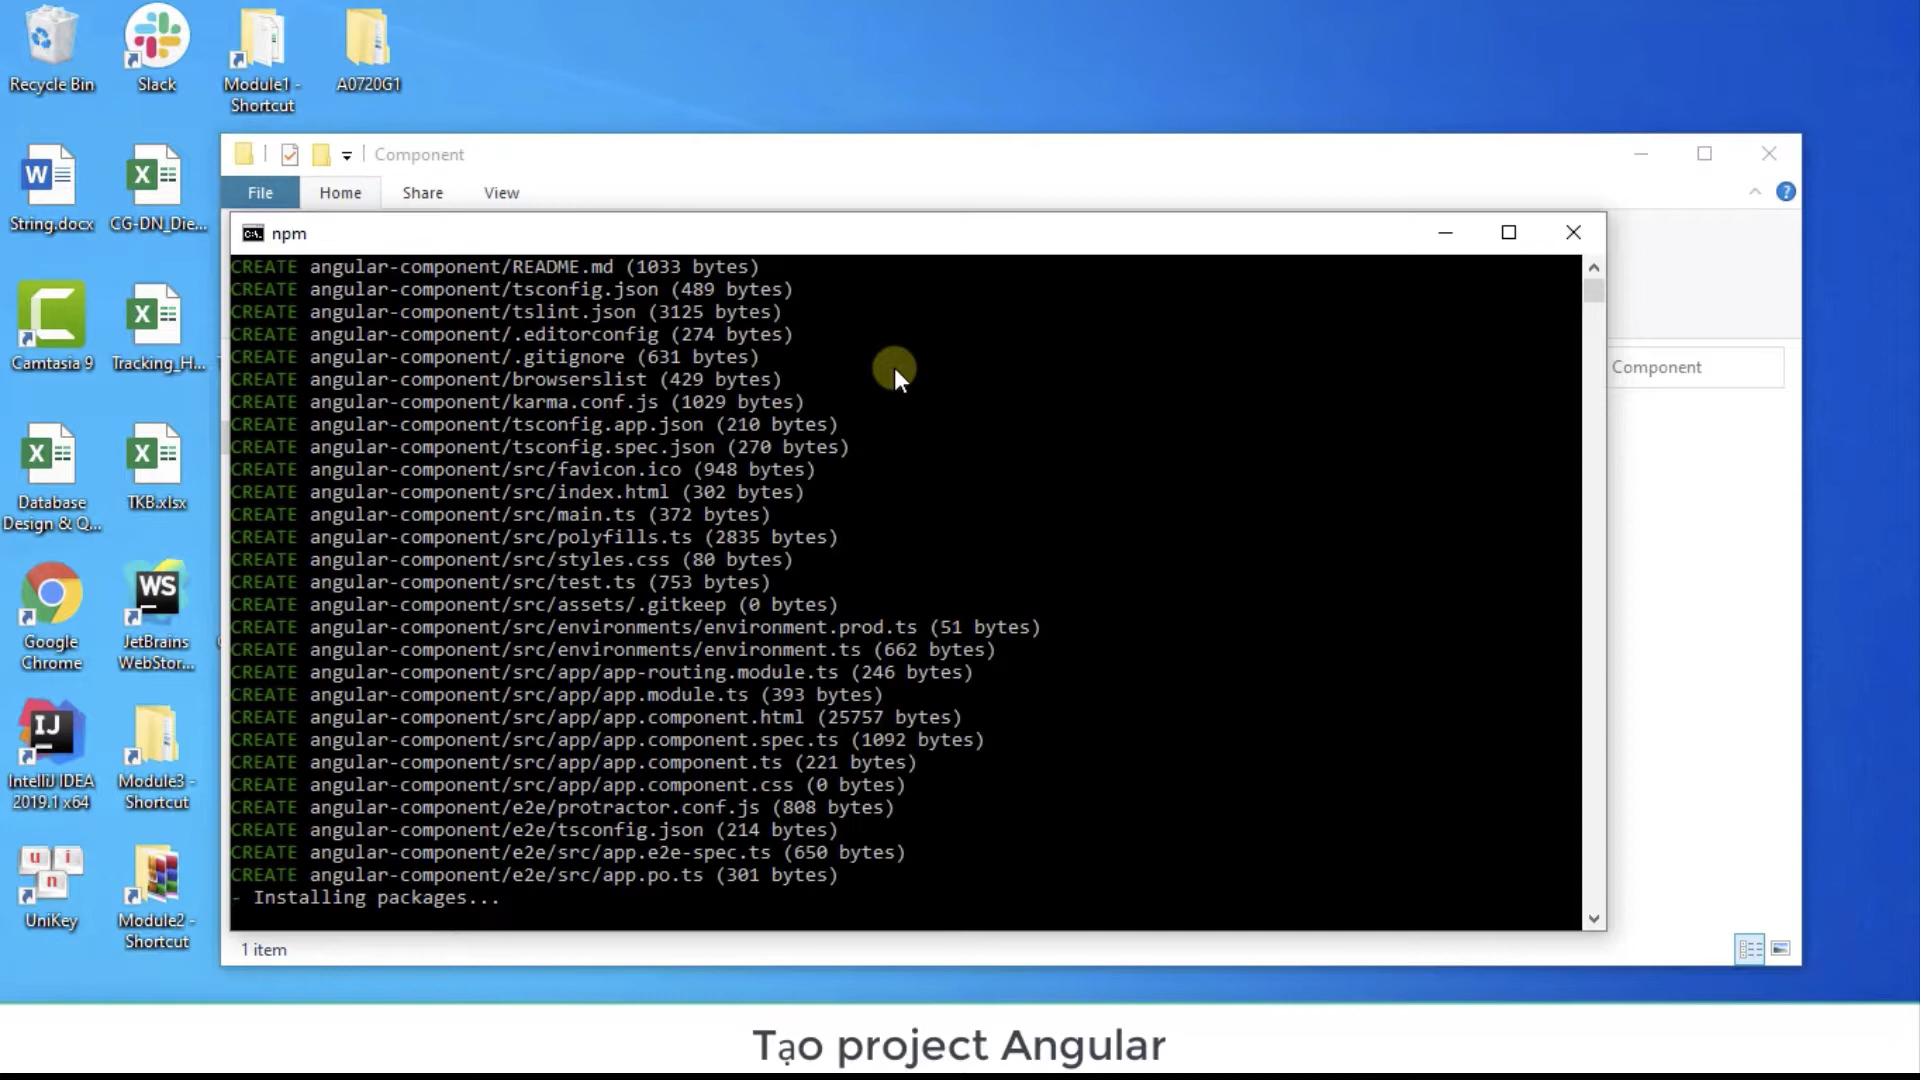 Recycle Bin
Slack
Module1 -
Shortcut
A0720G1
String.docx
CG-DN_Die...
Camtasia 9
Tracking_H...
Database
Design & Q...
TKB.xlsx
Google
Chrome
JetBrains
WebStor...
IntelliJ IDEA
2019.1 x64
Module3 -
Shortcut
UniKey
Module2 -
Shortcut
Component
File
Home
Share
View
Component
npm
CREATE angular-component/README.md (1033 bytes)
CREATE angular-component/tsconfig.json (489 bytes)
CREATE angular-component/tslint.json (3125 bytes)
CREATE angular-component/.editorconfig (274 bytes)
CREATE angular-component/.gitignore (631 bytes)
CREATE angular-component/browserslist (429 bytes)
CREATE angular-component/karma.conf.js (1029 bytes)
CREATE angular-component/tsconfig.app.json (210 bytes)
CREATE angular-component/tsconfig.spec.json (270 bytes)
CREATE angular-component/src/favicon.ico (948 bytes)
CREATE angular-component/src/index.html (302 bytes)
CREATE angular-component/src/main.ts (372 bytes)
CREATE angular-component/src/polyfills.ts (2835 bytes)
CREATE angular-component/src/styles.css (80 bytes)
CREATE angular-component/src/test.ts (753 bytes)
CREATE angular-component/src/assets/.gitkeep (0 bytes)
CREATE angular-component/src/environments/environment.prod.ts (51 bytes)
CREATE angular-component/src/environments/environment.ts (662 bytes)
CREATE angular-component/src/app/app-routing.module.ts (246 bytes)
CREATE angular-component/src/app/app.module.ts (393 bytes)
CREATE angular-component/src/app/app.component.html (25757 bytes)
CREATE angular-component/src/app/app.component.spec.ts (1092 bytes)
CREATE angular-component/src/app/app.component.ts (221 bytes)
CREATE angular-component/src/app/app.component.css (0 bytes)
CREATE angular-component/e2e/protractor.conf.js (808 bytes)
CREATE angular-component/e2e/tsconfig.json (214 bytes)
CREATE angular-component/e2e/src/app.e2e-spec.ts (650 bytes)
CREATE angular-component/e2e/src/app.po.ts (301 bytes)
- Installing packages...
1 item
Tạo project Angular